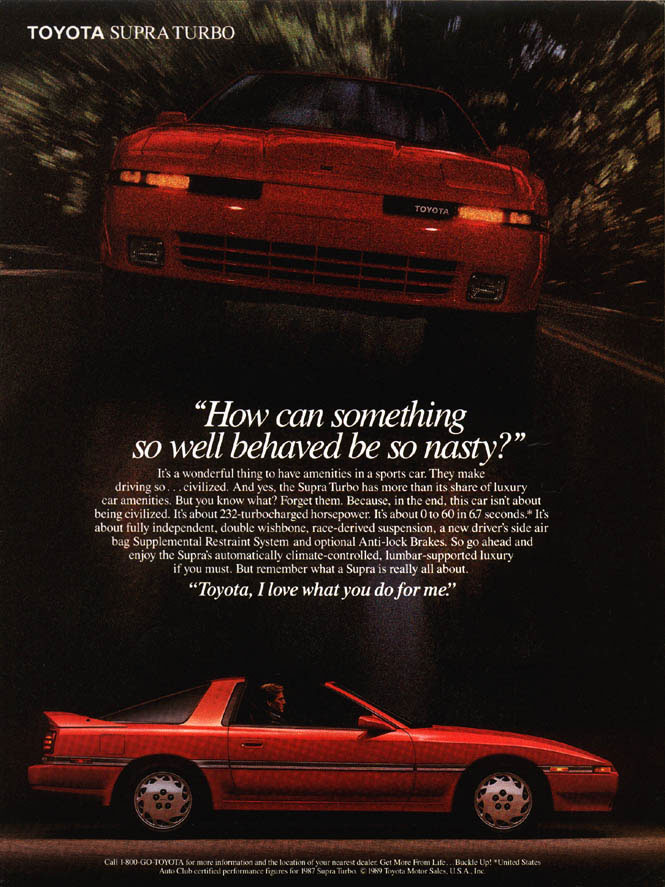 TOYOTA SUPRA TURBO
TOYOTA
“How can something
so well behaved be so nasty?”
It's a wonderful thing to have amenities in a sports car. They make
driving so . . . civilized. And yes, the Supra Turbo has more than its share of luxury
car amenities. But you know what? Forget them. Because, in the end, this car isn't about
being civilized. It's about 232-turbocharged horsepower. It's about 0 to 60 in 6.7 seconds.* It's
about fully independent, double wishbone, race-derived suspension, a new driver's side air
bag Supplemental Restraint System and optional Anti-lock Brakes. So go ahead and
enjoy the Supra's automatically climate-controlled, lumbar-supported luxury
if you must. But remember what a Supra is really all about.
“Toyota, I love what you do for me.”
Call 1-800-GO-TOYOTA for more information and the location of your nearest dealer. Get More From Life . . . Buckle Up! *United States
Auto Club certified performance figures for 1987 Supra Turbo. © 1989 Toyota Motor Sales, U.S.A., Inc.